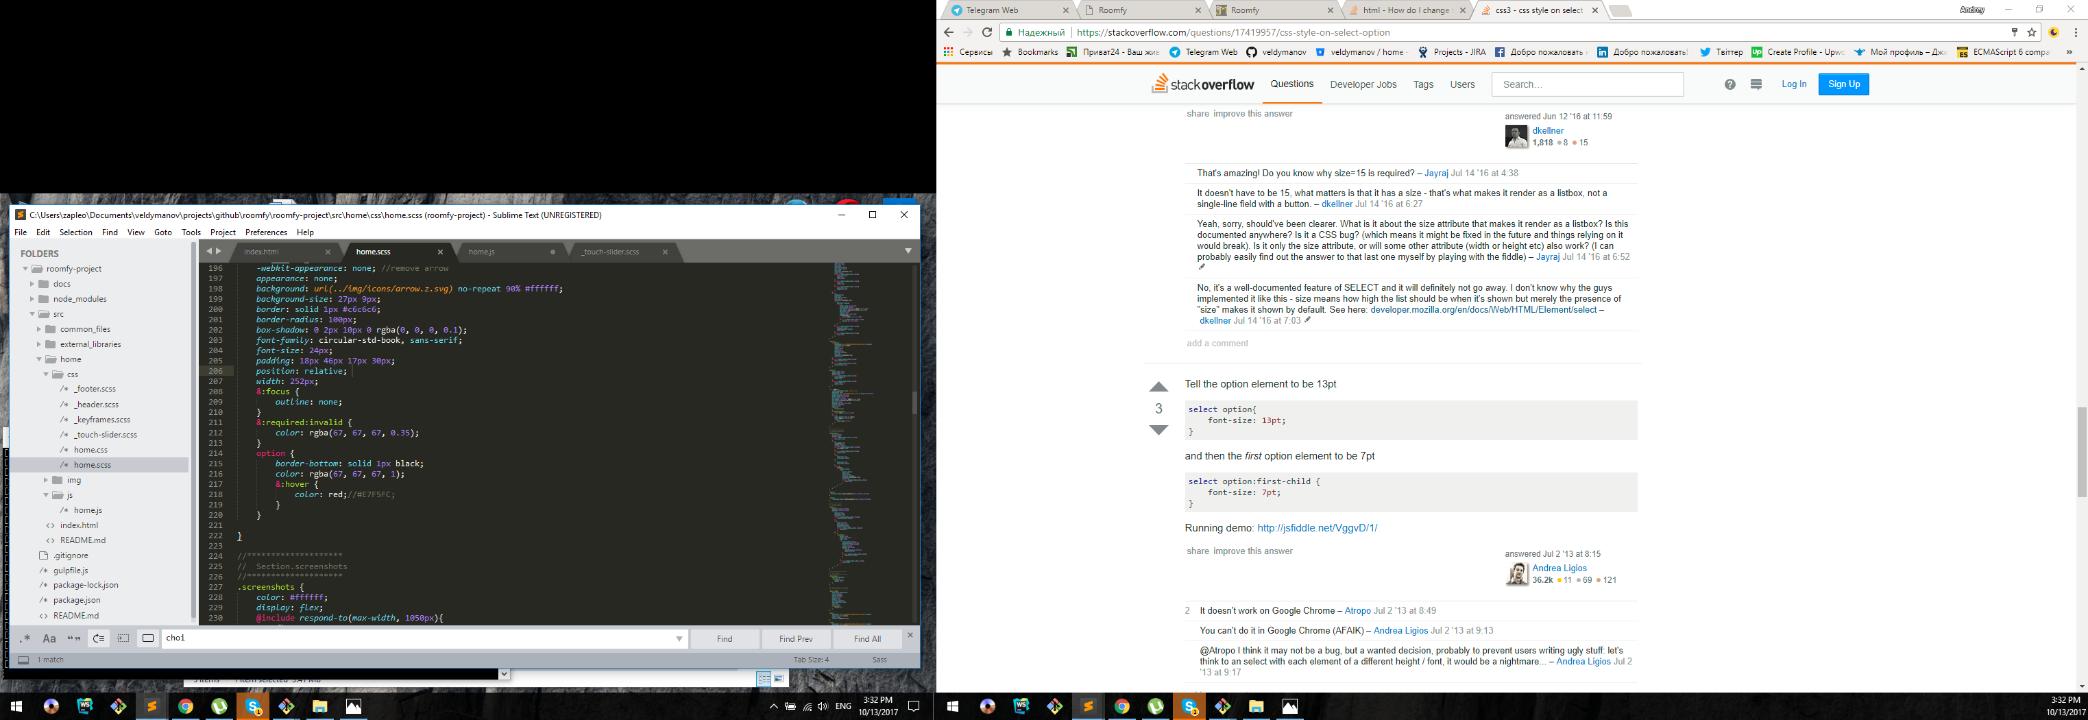 C:\Users\zapleo\Documents\veldymanov\projects\github\roomfy\roomfy-project\src\home\css\home.scss (roomfy-project) - Sublime Text (UNREGISTERED)
File Edit Selection Find View Goto Tools Project Preferences Help
FOLDERS
roomfy-project
docs
node_modules
src
common_files
external_libraries
home
css
_footer.scss
_header.scss
_keyframes.scss
_touch-slider.scss
home.css
home.scss
img
js
home.js
index.html
README.md
.gitignore
gulpfile.js
package-lock.json
package.json
README.md
index.html home.scss home.js _touch-slider.scss
196 -webkit-appearance: none; //remove arrow
197 appearance: none;
198 background: url(../img/icons/arrow.z.svg) no-repeat 90% #ffffff;
199 background-size: 27px 9px;
200 border: solid 1px #c6c6c6;
201 border-radius: 100px;
202 box-shadow: 0 2px 10px 0 rgba(0, 0, 0, 0.1);
203 font-family: circular-std-book, sans-serif;
204 font-size: 24px;
205 padding: 18px 46px 17px 30px;
206 position: relative;
207 width: 252px;
208 &:focus {
209 outline: none;
210 }
211 &:required:invalid {
212 color: rgba(67, 67, 67, 0.35);
213 }
214 option {
215 border-bottom: solid 1px black;
216 color: rgba(67, 67, 67, 1);
217 &:hover {
218 color: red;//#E7F5FC;
219 }
220 }
221
222 }
223
224 //********************
225 // Section.screenshots
226 //********************
227 .screenshots {
228 color: #ffffff;
229 display: flex;
230 @include respond-to(max-width, 1050px){
choi
Find Find Prev Find All
1 match Tab Size: 4 Sass
ENG 3:32 PM
10/13/2017
Telegram Web Roomfy Roomfy html - How do I change css3 - css style on select Andrey
Надежный https://stackoverflow.com/questions/17419957/css-style-on-select-option
Сервисы Bookmarks Приват24 - Ваш жив Telegram Web veldymanov veldymanov / home Projects - JIRA Добро пожаловать Добро пожаловать! Твіттер Create Profile - Upwo Мой профиль – Джи ECMAScript 6 compa
stackoverflow Questions Developer Jobs Tags Users Search... Log In Sign Up
share improve this answer
answered Jun 12 '16 at 11:59
dkellner
1,818 8 15
That's amazing! Do you know why size=15 is required? – Jayraj Jul 14 '16 at 4:38
It doesn't have to be 15, what matters is that it has a size - that's what makes it render as a listbox, not a
single-line field with a button. – dkellner Jul 14 '16 at 6:27
Yeah, sorry, should've been clearer. What is it about the size attribute that makes it render as a listbox? Is this
documented anywhere? Is it a CSS bug? (which means it might be fixed in the future and things relying on it
would break). Is it only the size attribute, or will some other attribute (width or height etc) also work? (I can
probably easily find out the answer to that last one myself by playing with the fiddle) – Jayraj Jul 14 '16 at 6:52
No, it's a well-documented feature of SELECT and it will definitely not go away. I don't know why the guys
implemented it like this - size means how high the list should be when it's shown but merely the presence of
"size" makes it shown by default. See here: developer.mozilla.org/en/docs/Web/HTML/Element/select –
dkellner Jul 14 '16 at 7:03
add a comment
3
Tell the option element to be 13pt
select option{
font-size: 13pt;
}
and then the first option element to be 7pt
select option:first-child {
font-size: 7pt;
}
Running demo: http://jsfiddle.net/VggvD/1/
share improve this answer
answered Jul 2 '13 at 8:15
Andrea Ligios
36.2k 11 69 121
2 It doesn't work on Google Chrome – Atropo Jul 2 '13 at 8:49
You can't do it in Google Chrome (AFAIK) – Andrea Ligios Jul 2 '13 at 9:13
@Atropo I think it may not be a bug, but a wanted decision, probably to prevent users writing ugly stuff: let's
think to an select with each element of a different height / font, it would be a nightmare... – Andrea Ligios Jul 2
'13 at 9:17
3:32 PM
10/13/2017